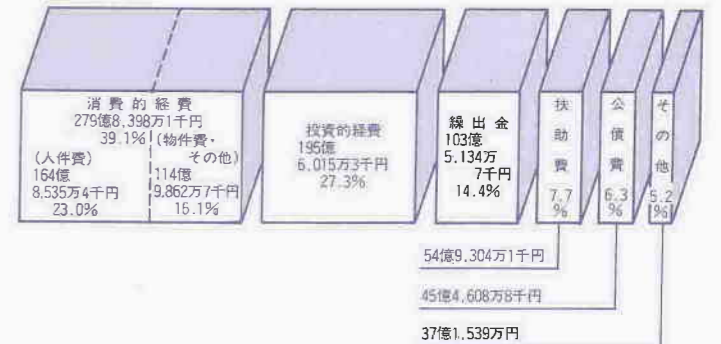 消費的経費
279億8,398万1千円
39.1%
(人件費)
164億
8,535万4千円
23.0%
(物件費・
その他)
114億
9,862万7千円
16.1%
投資的経費
195億
6,015万3千円
27.3%
繰出金
103億
5,134万
7千円
14.4%
扶助費
7.7
%
公債費
6.3
%
その他
5.2
%
54億9,304万1千円
45億4,608万8千円
37億1,539万円